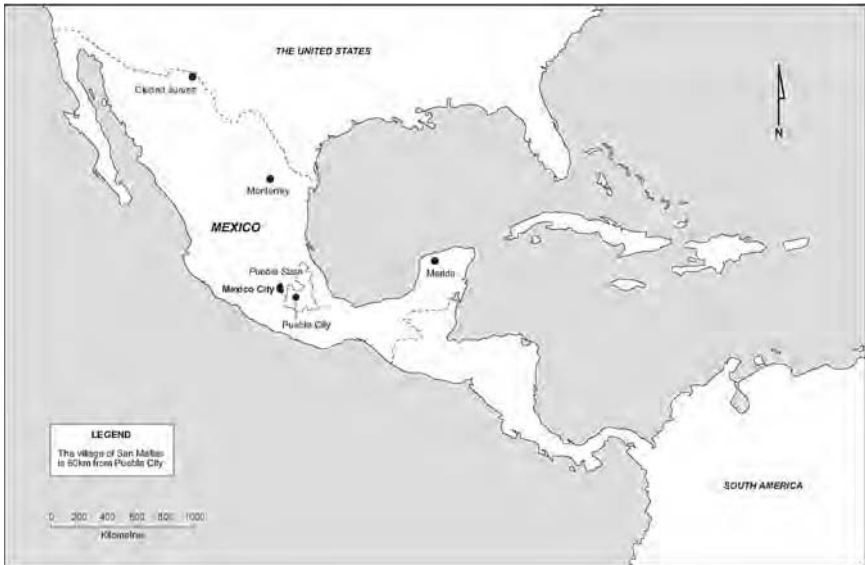 THE UNITED STATES
Ciudad Juarez
N
Monterrey
MEXICO
Puebla State
Merida
Mexico City
Puebla City
LEGEND
The village of San Matias
is 60km from Puebla City
SOUTH AMERICA
0 200 400 600 800 1000
Kilometres